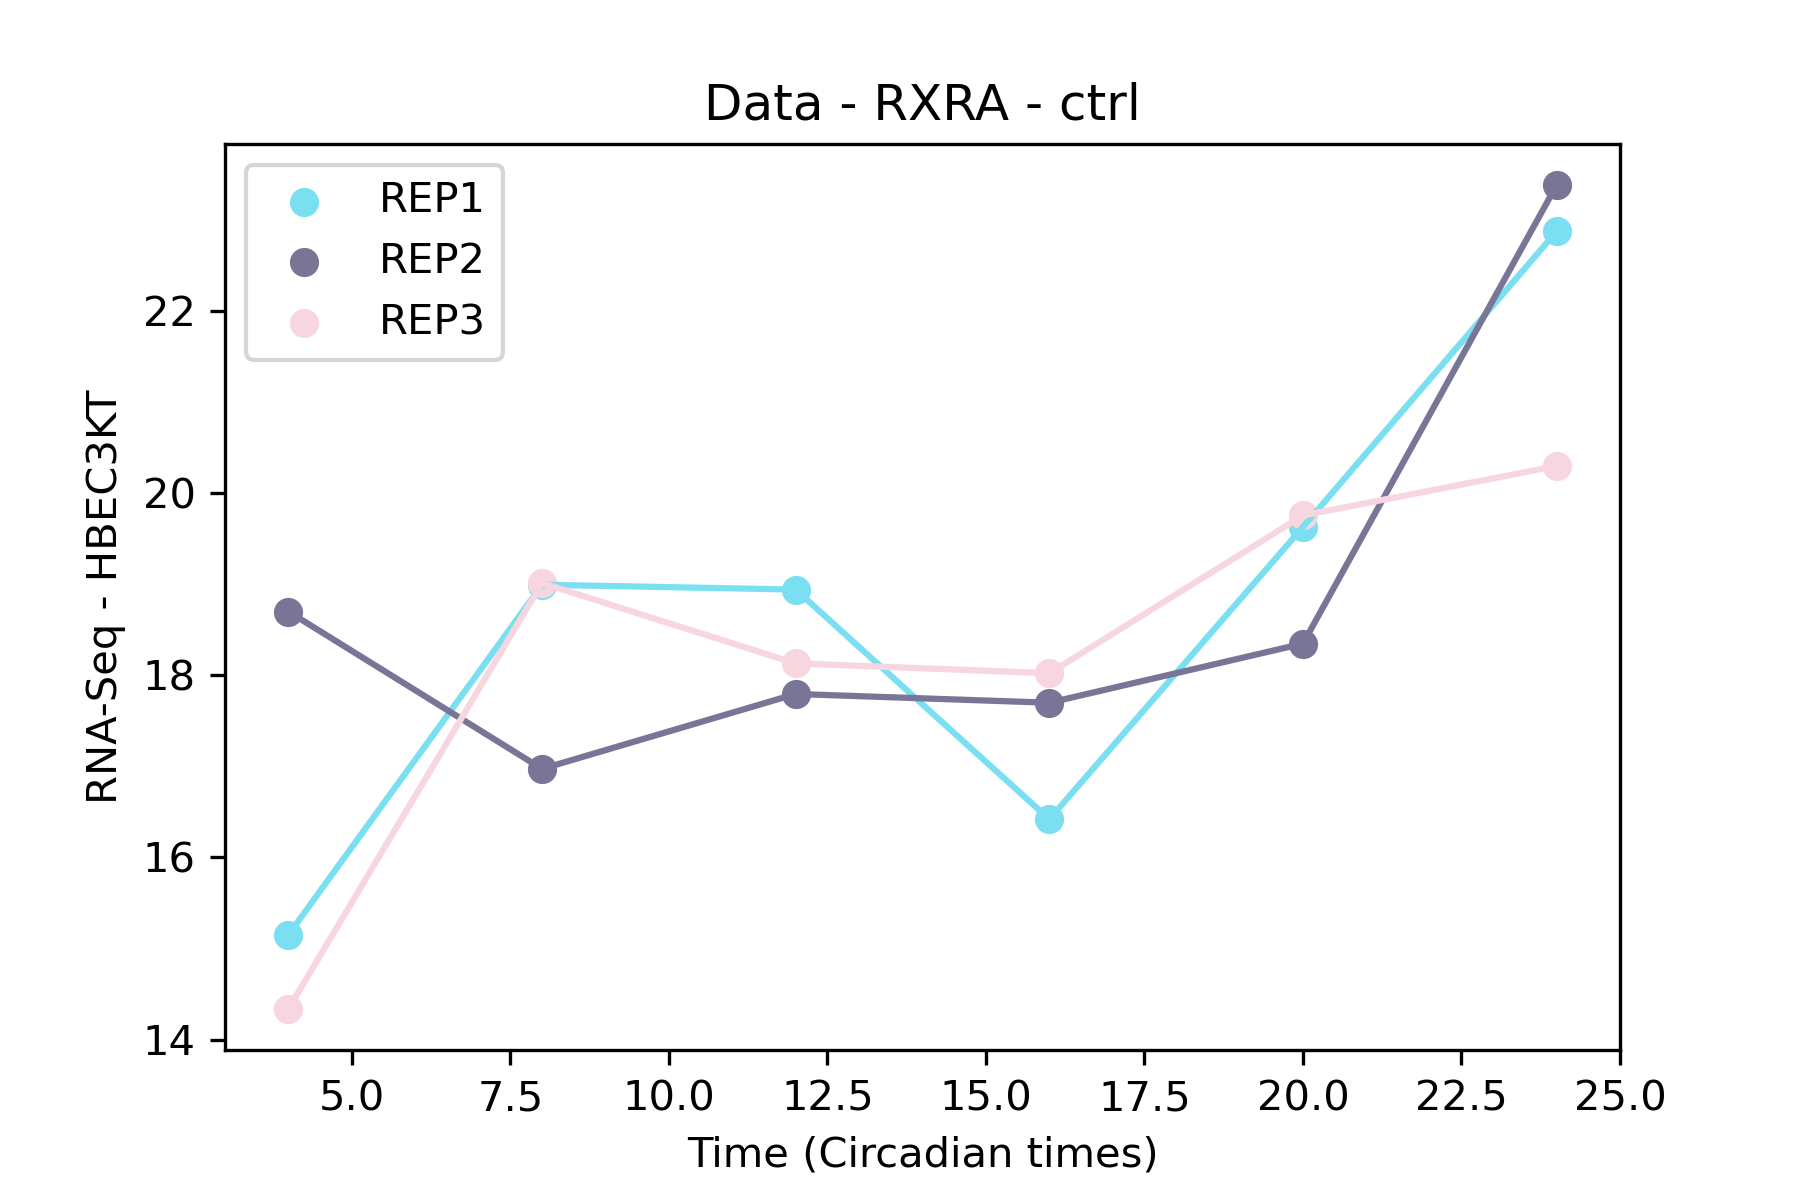 Data - RXRA - ctrl
REP1
REP2
REP3
RNA-Seq - HBEC3KT
22
20
18
16
14
5.0 7.5 10.0 12.5 15.0 17.5 20.0 22.5 25.0
Time (Circadian times)